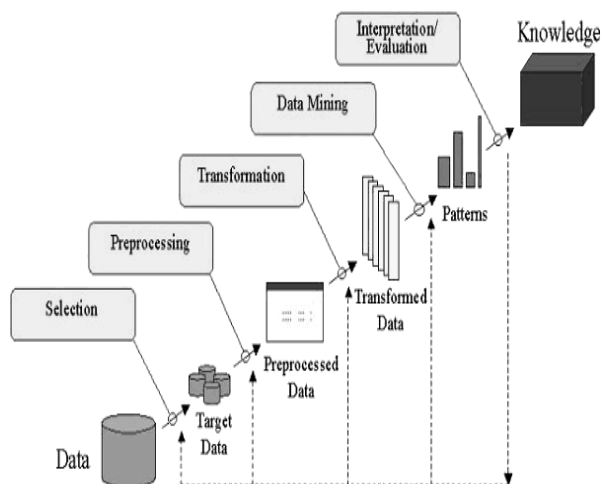 Interpretation/
Evaluation
Knowledge
Data Mining
Transformation
Patterns
Preprocessing
Transformed
Data
Selection
Preprocessed
Data
Target
Data
Data